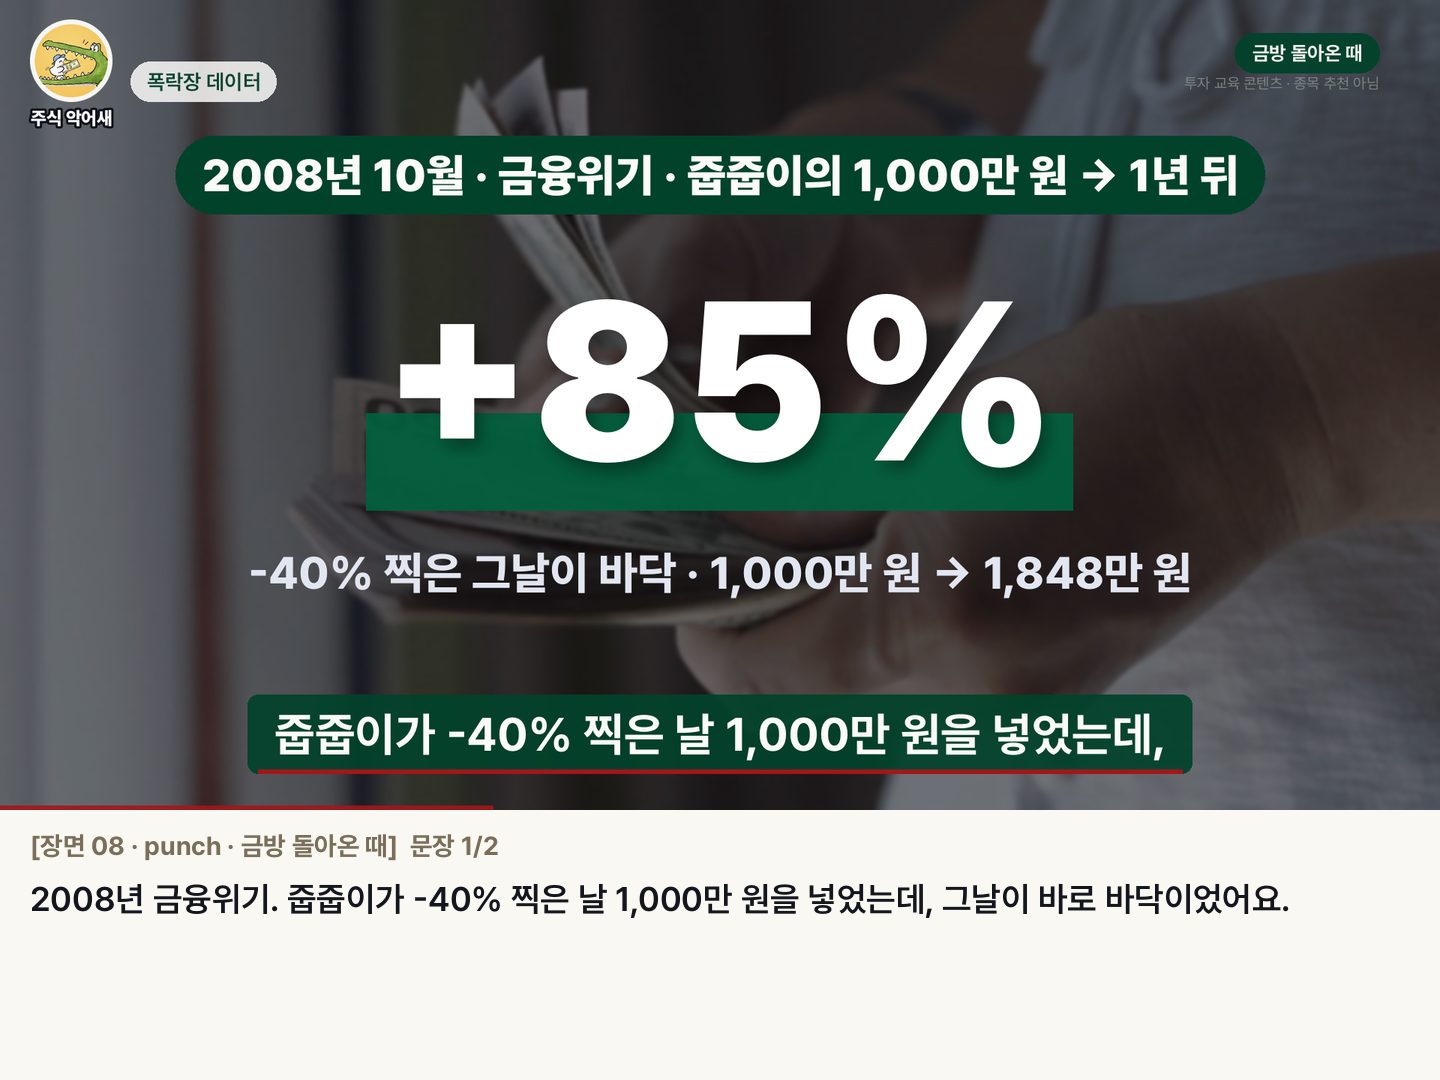 주식 악어새
폭락장 데이터
금방 돌아온 때
투자 교육 콘텐츠 · 종목 추천 아님
2008년 10월 · 금융위기 · 줍줍이의 1,000만 원 → 1년 뒤
+85%
-40% 찍은 그날이 바닥 · 1,000만 원 → 1,848만 원
줍줍이가 -40% 찍은 날 1,000만 원을 넣었는데,
[장면 08 · punch · 금방 돌아온 때] 문장 1/2
2008년 금융위기. 줍줍이가 -40% 찍은 날 1,000만 원을 넣었는데, 그날이 바로 바닥이었어요.